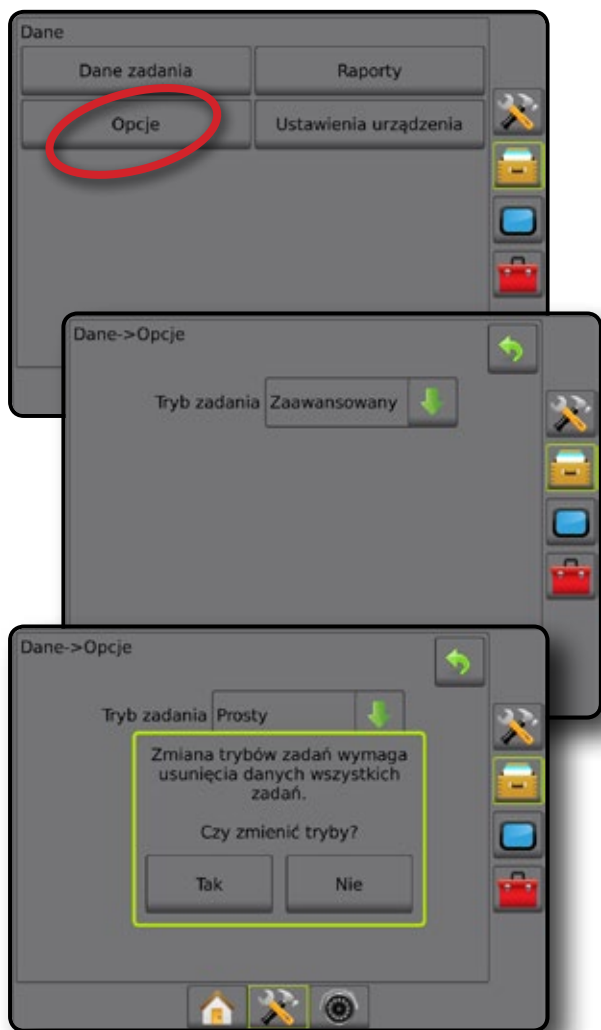 Dane
Dane zadania
Raporty
Opcje
Ustawienia urządzenia
Dane->Opcje
Tryb zadania Zaawansowany
Dane->Opcje
Tryb zadania Prosty
Zmiana trybów zadań wymaga
usunięcia danych wszystkich
zadań.
Czy zmienić tryby?
Tak
Nie